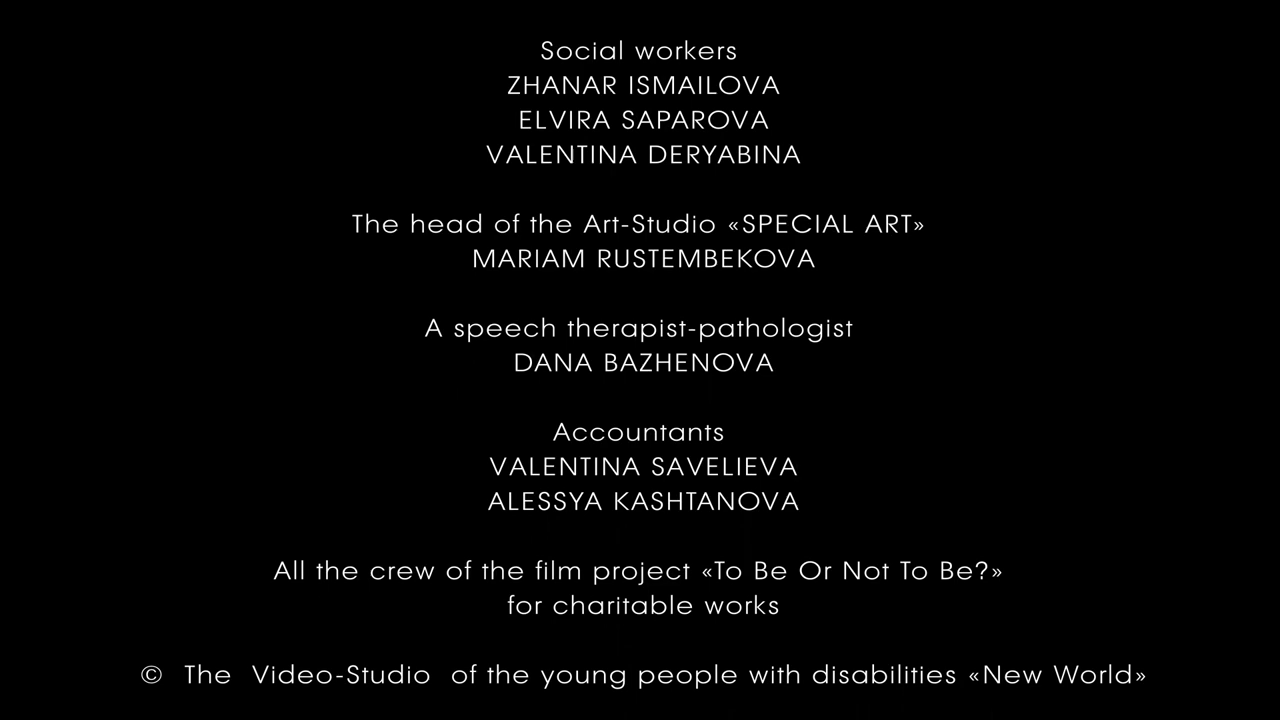 Social workers
ZHANAR ISMAILOVA
ELVIRA SAPAROVA
VALENTINA DERYABINA
The head of the Art-Studio «SPECIAL ART»
MARIAM RUSTEMBEKOVA
A speech therapist-pathologist
DANA BAZHENOVA
Accountants
VALENTINA SAVELIEVA
ALESSYA KASHTANOVA
All the crew of the film project «To Be Or Not To Be?»
for charitable works
© The Video-Studio of the young people with disabilities «New World»